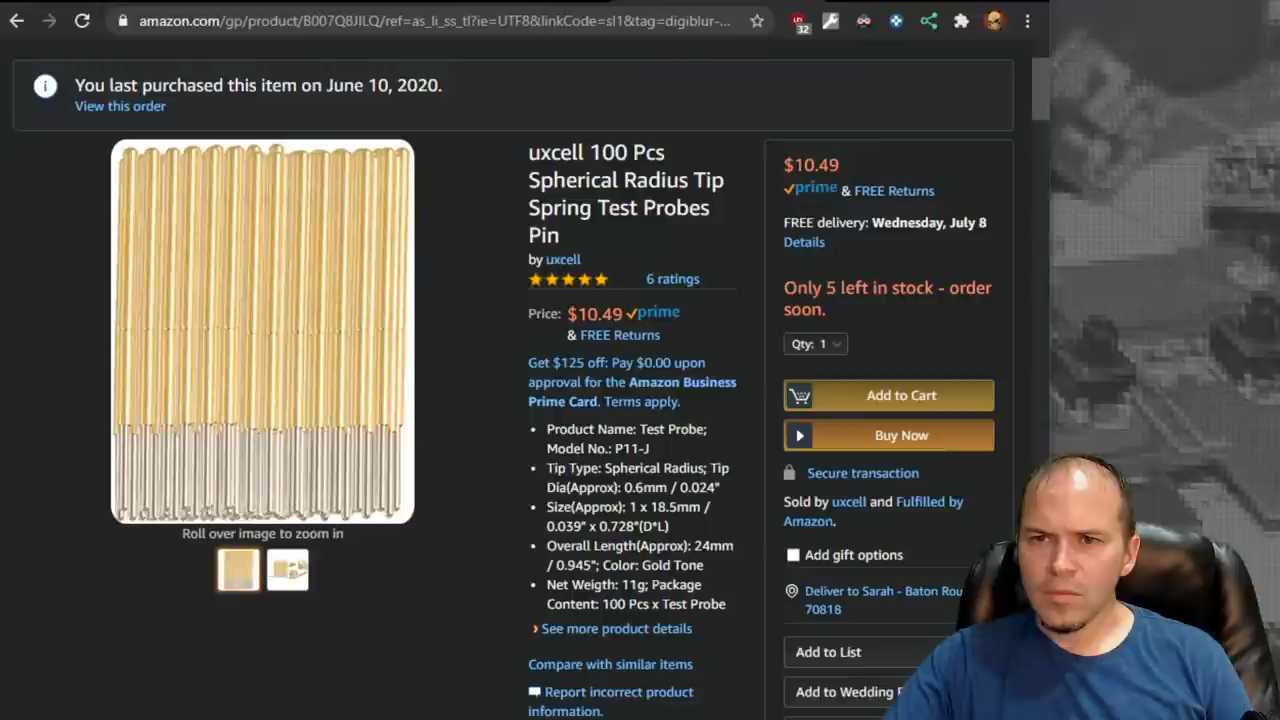 amazon.com/gp/product/B007Q8JILQ/ref=as_li_ss_tl?ie=UTF8&linkCode=sl1&tag=digiblur-...
32
You last purchased this item on June 10, 2020.
View this order
Roll over image to zoom in
uxcell 100 Pcs
Spherical Radius Tip
Spring Test Probes
Pin
by uxcell
6 ratings
Price: $10.49 prime
& FREE Returns
Get $125 off: Pay $0.00 upon
approval for the Amazon Business
Prime Card. Terms apply.
• Product Name: Test Probe;
Model No.: P11-J
• Tip Type: Spherical Radius; Tip
Dia(Approx): 0.6mm / 0.024"
• Size(Approx): 1 x 18.5mm /
0.039" x 0.728"(D*L)
• Overall Length(Approx): 24mm
/ 0.945"; Color: Gold Tone
• Net Weigth: 11g; Package
Content: 100 Pcs x Test Probe
› See more product details
Compare with similar items
Report incorrect product
information.
$10.49
prime & FREE Returns
FREE delivery: Wednesday, July 8
Details
Only 5 left in stock - order
soon.
Qty: 1
Add to Cart
Buy Now
Secure transaction
Sold by uxcell and Fulfilled by
Amazon.
Add gift options
Deliver to Sarah - Baton Rou
70818
Add to List
Add to Wedding